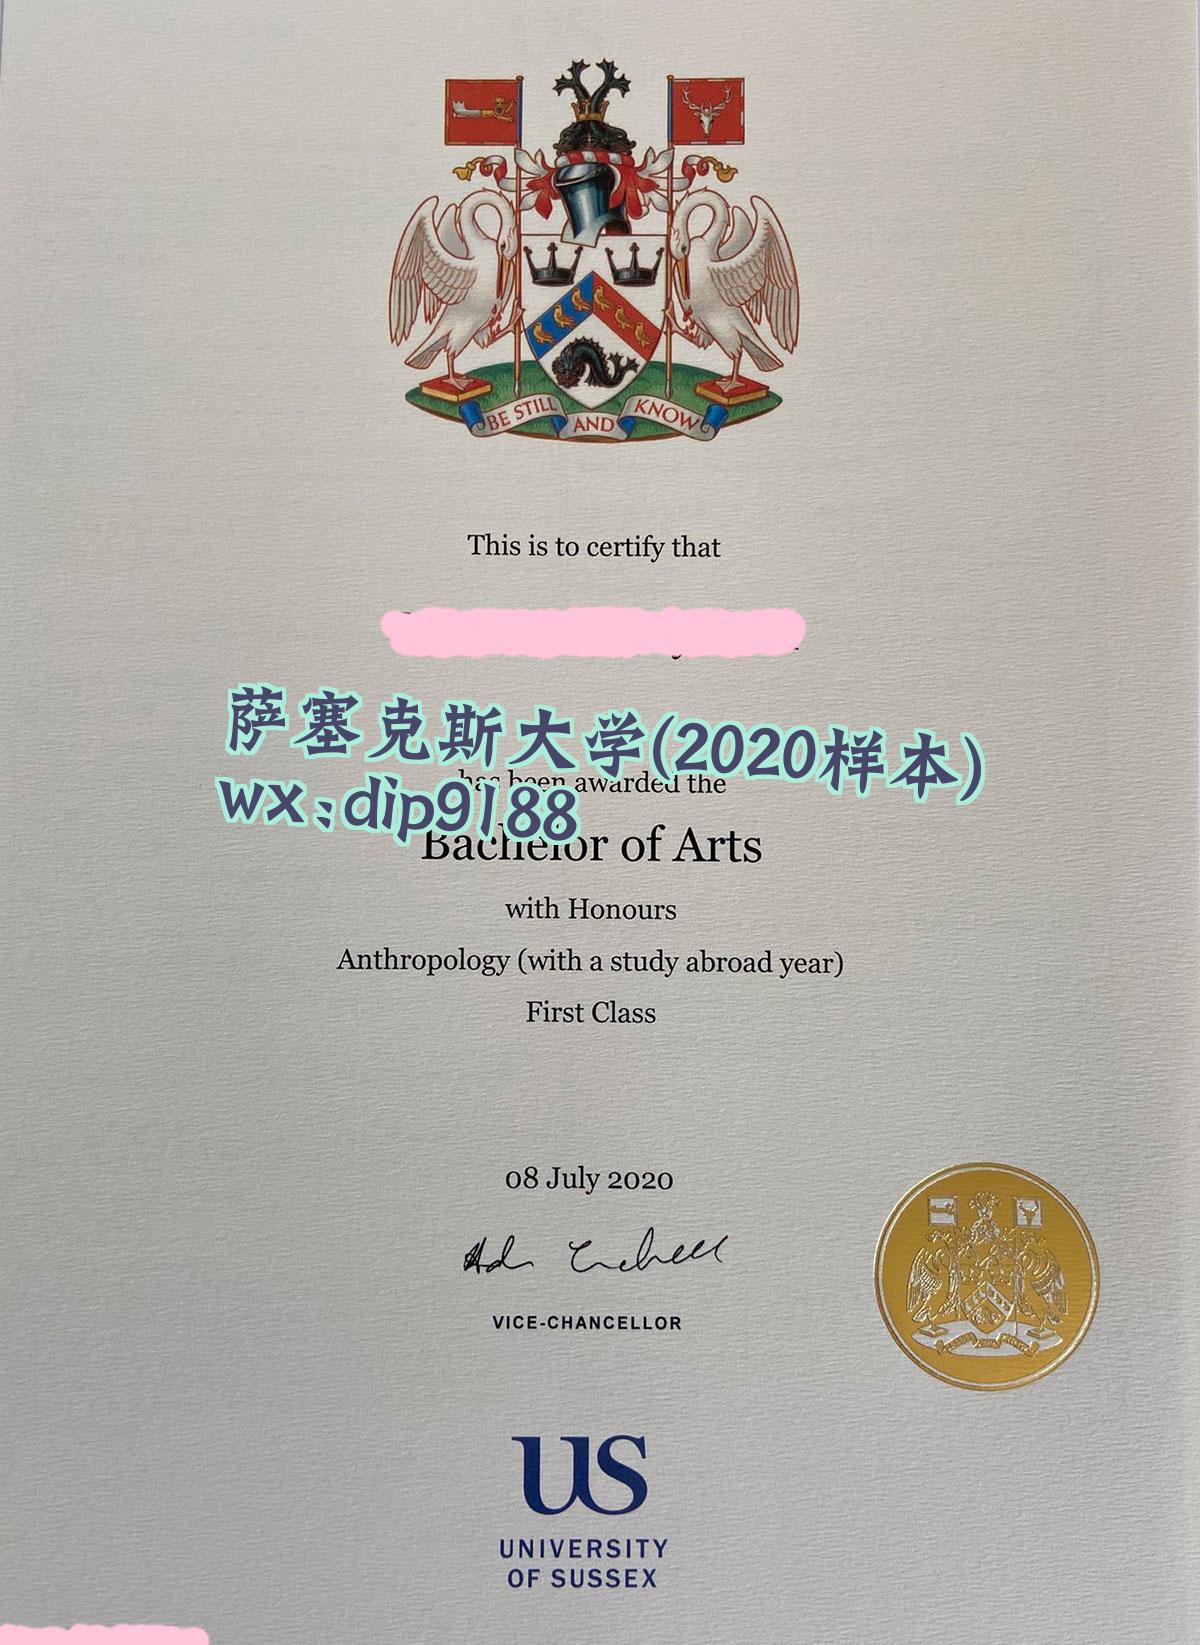 BE STILL AND KNOW
This is to certify that
萨塞克斯大学(2020样本)
has been awarded the
wx:dip9188
Bachelor of Arts
with Honours
Anthropology (with a study abroad year)
First Class
08 July 2020
VICE-CHANCELLOR
US
UNIVERSITY
OF SUSSEX